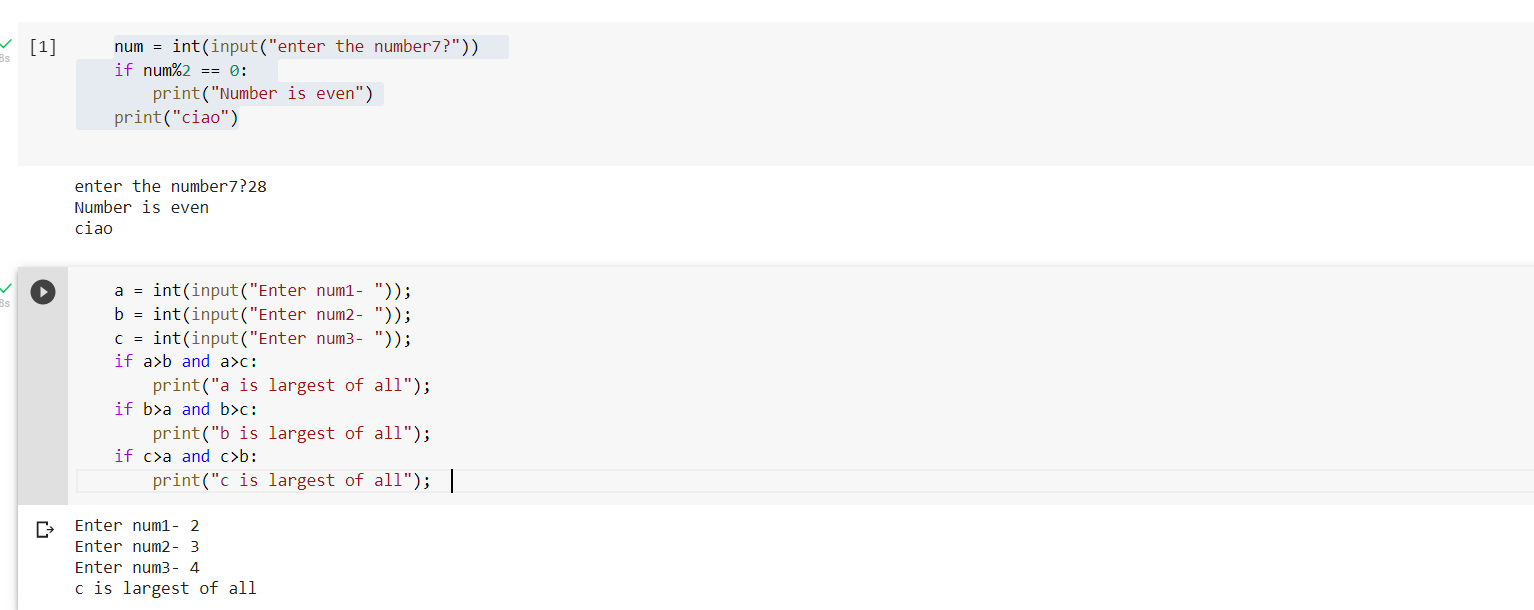 [1] num = int(input("enter the number7?"))
if num%2 == 0:
print("Number is even")
print("ciao")
8s
enter the number7?28
Number is even
ciao
a = int(input("Enter num1- "));
8s
b = int(input("Enter num2- "));
c = int(input("Enter num3- "));
if a>b and a>c:
print("a is largest of all");
if b>a and b>c:
print("b is largest of all");
if c>a and c>b:
print("c is largest of all");
Enter num1- 2
Enter num2- 3
Enter num3- 4
c is largest of all